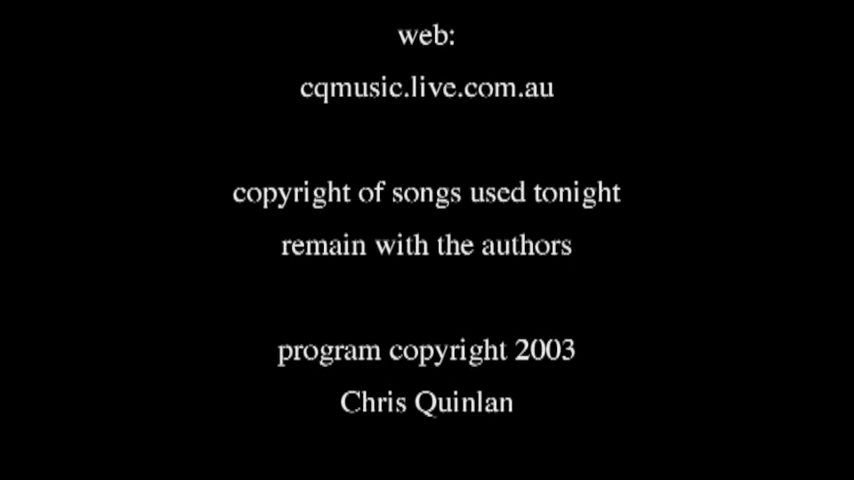 web:
cqmusic.live.com.au
copyright of songs used tonight
remain with the authors
program copyright 2003
Chris Quinlan